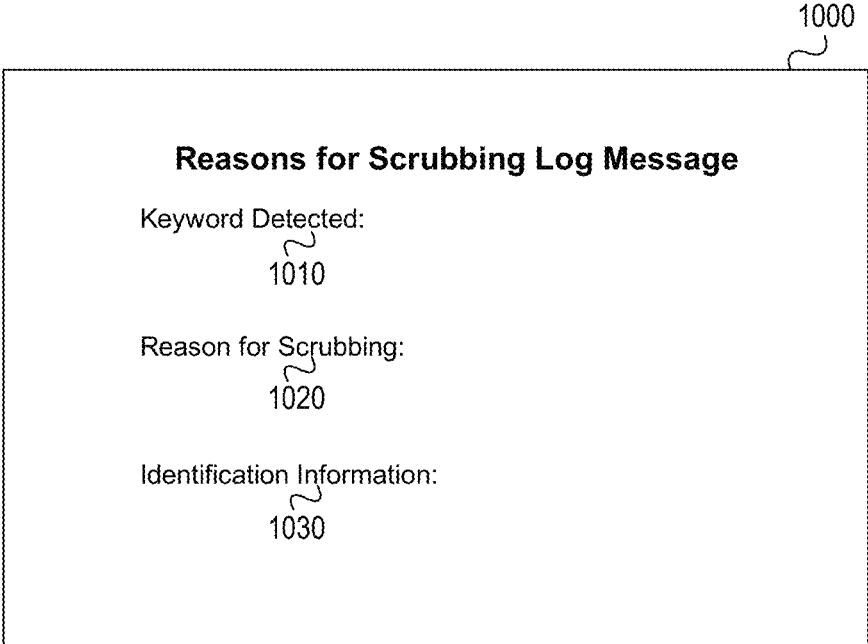 1000
Reasons for Scrubbing Log Message
Keyword Detected:
1010
Reason for Scrubbing:
1020
Identification Information:
1030